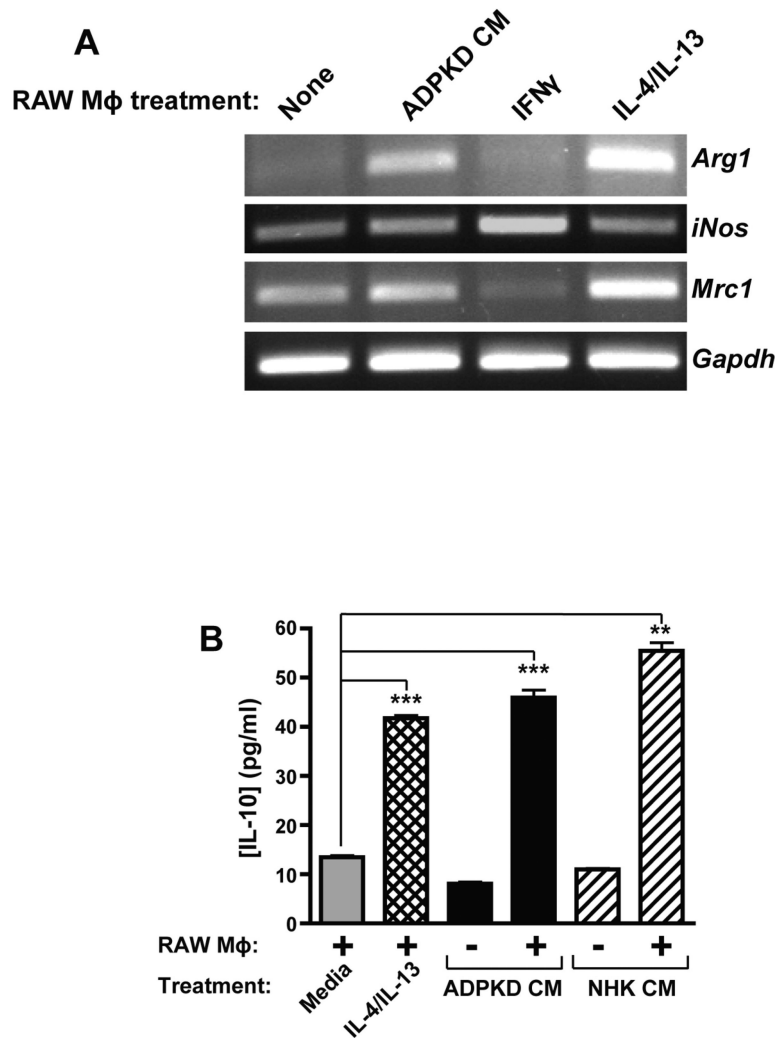 A
RAW Mϕ treatment: None ADPKD CM IFNγ IL-4/IL-13
Arg1
iNos
Mrc1
Gapdh
B
[IL-10] (pg/ml)
60
50
40
30
20
10
0
***
***
**
RAW Mϕ: + + - + - +
Treatment: Media IL-4/IL-13 ADPKD CM NHK CM